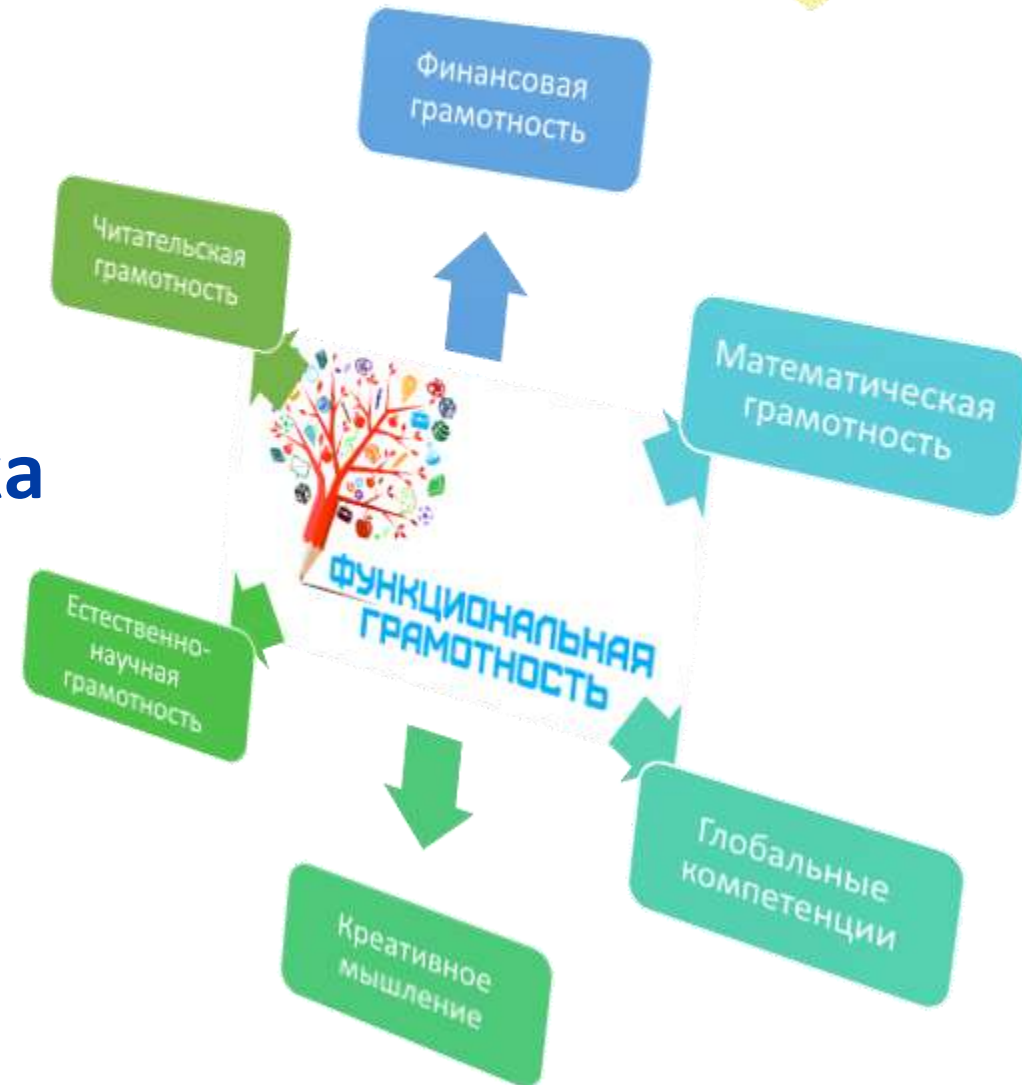 Финансовая
грамотность
Читательская
грамотность
Математическая
грамотность
ФУНКЦИОНАЛЬНАЯ
ГРАМОТНОСТЬ
Естественно-
научная
грамотность
Глобальные
компетенции
Креативное
мышление